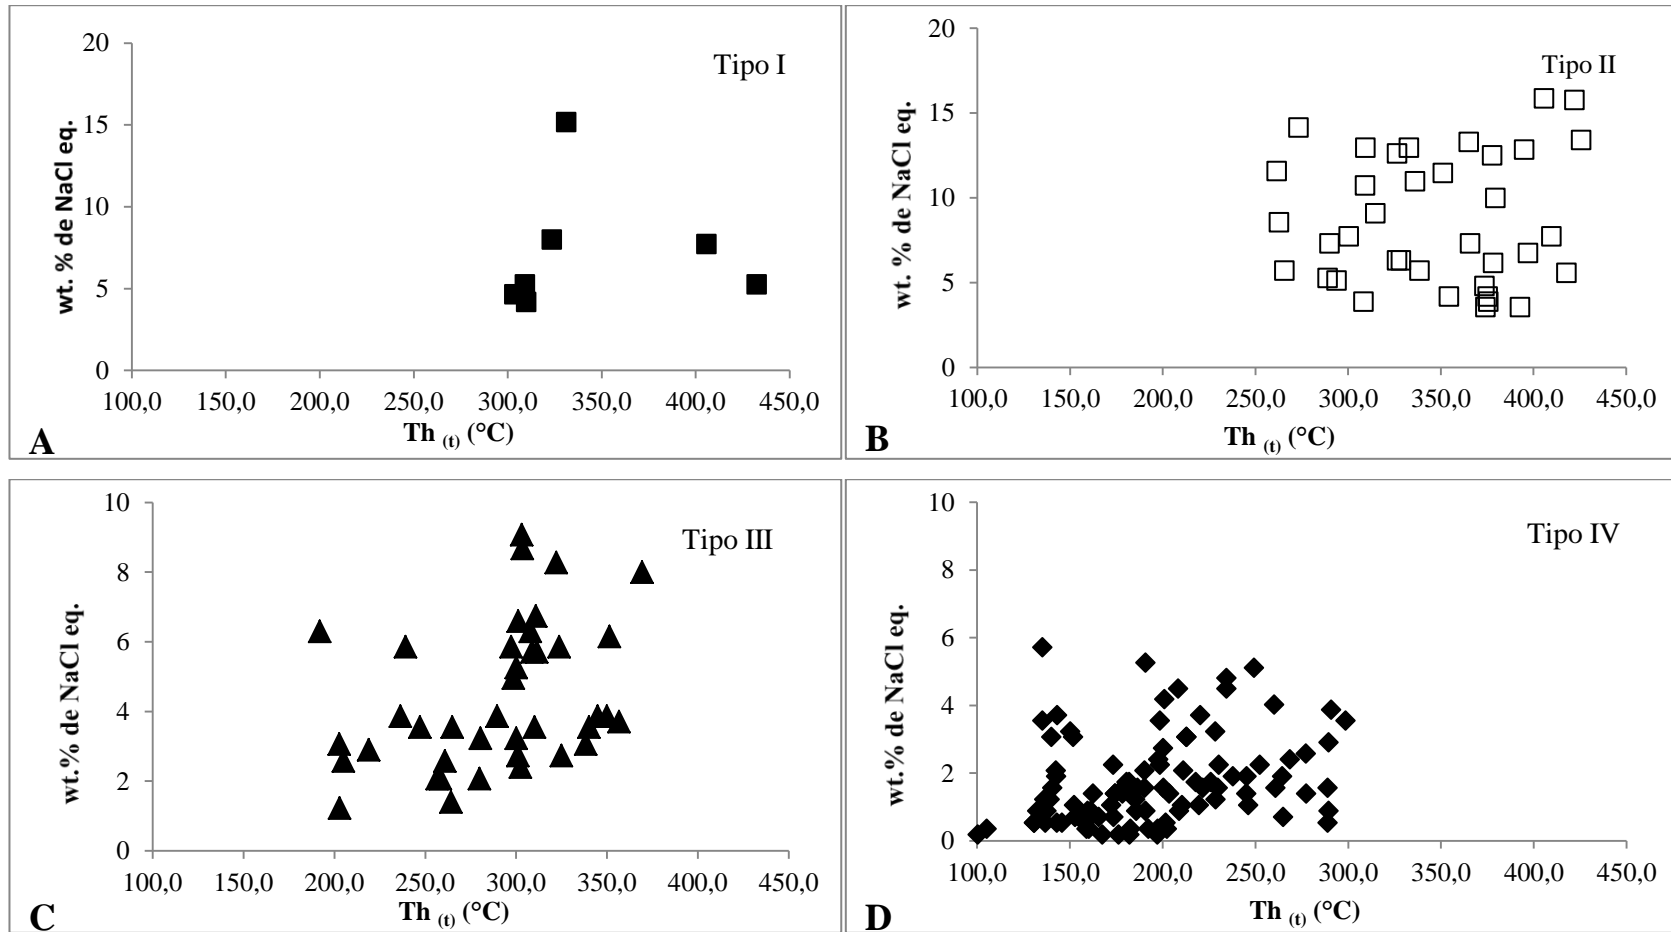 20
15
10
5
0
wt. % de NaCl eq.
Tipo I
100,0 150,0 200,0 250,0 300,0 350,0 400,0 450,0
Th (t) (°C)
A
20
15
10
5
0
wt. % de NaCl eq.
Tipo II
100,0 150,0 200,0 250,0 300,0 350,0 400,0 450,0
Th (t) (°C)
B
10
8
6
4
2
0
wt.% de NaCl eq.
Tipo III
100,0 150,0 200,0 250,0 300,0 350,0 400,0 450,0
Th (t) (°C)
C
10
8
6
4
2
0
wt.% de NaCl eq.
Tipo IV
100,0 150,0 200,0 250,0 300,0 350,0 400,0 450,0
Th (t) (°C)
D